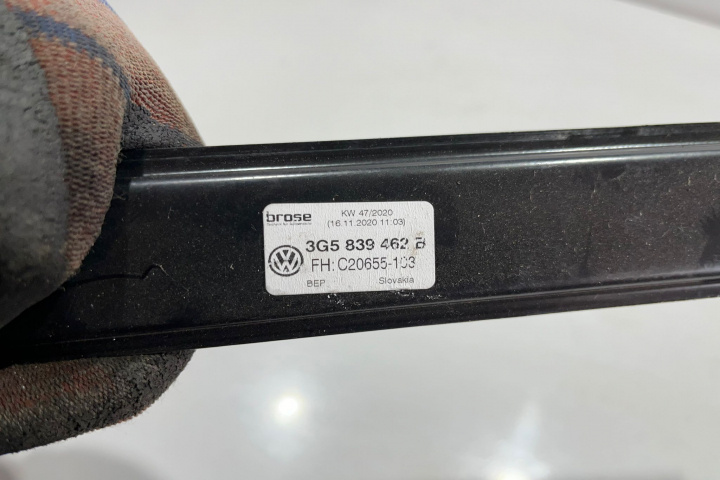 brose
KW 47/2020
(16.11.2020 11:03)
3G5 839 462 B
FH: C20655-103
BEP Slovakia